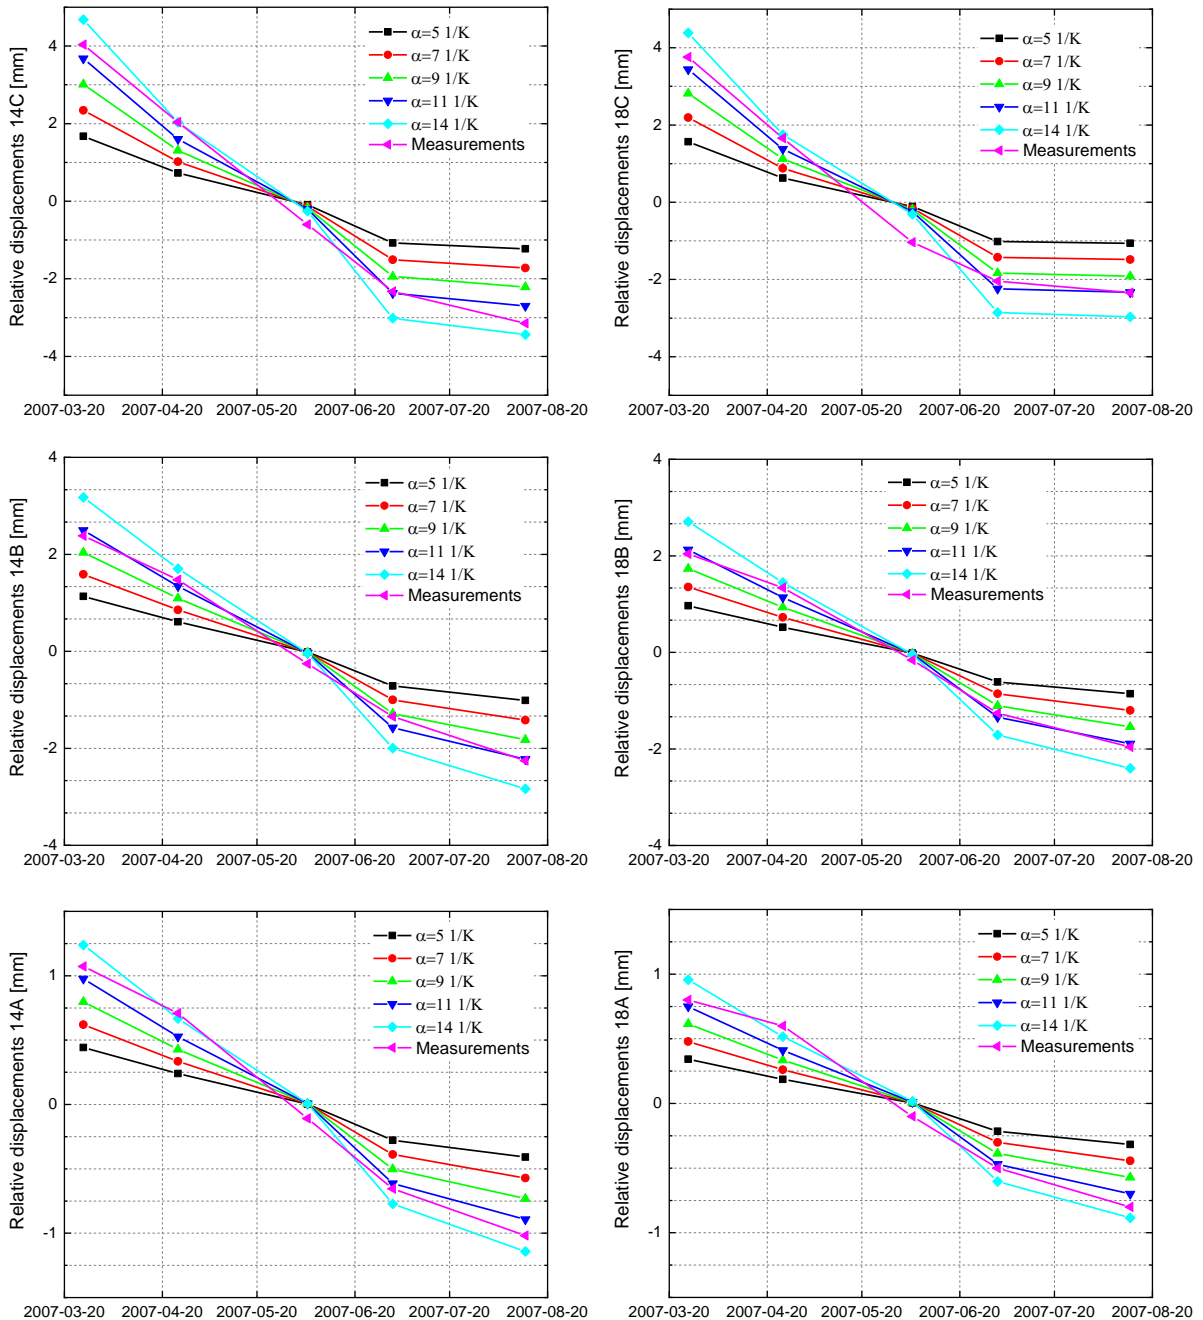 Relative displacements 14C [mm]
4
2
0
-2
-4
α=5 1/K
α=7 1/K
α=9 1/K
α=11 1/K
α=14 1/K
Measurements
2007-03-20 2007-04-20 2007-05-20 2007-06-20 2007-07-20 2007-08-20
Relative displacements 18C [mm]
4
2
0
-2
-4
α=5 1/K
α=7 1/K
α=9 1/K
α=11 1/K
α=14 1/K
Measurements
2007-03-20 2007-04-20 2007-05-20 2007-06-20 2007-07-20 2007-08-20
Relative displacements 14B [mm]
4
2
0
-2
-4
α=5 1/K
α=7 1/K
α=9 1/K
α=11 1/K
α=14 1/K
Measurements
2007-03-20 2007-04-20 2007-05-20 2007-06-20 2007-07-20 2007-08-20
Relative displacements 18B [mm]
4
2
0
-2
-4
α=5 1/K
α=7 1/K
α=9 1/K
α=11 1/K
α=14 1/K
Measurements
2007-03-20 2007-04-20 2007-05-20 2007-06-20 2007-07-20 2007-08-20
Relative displacements 14A [mm]
1
0
-1
α=5 1/K
α=7 1/K
α=9 1/K
α=11 1/K
α=14 1/K
Measurements
2007-03-20 2007-04-20 2007-05-20 2007-06-20 2007-07-20 2007-08-20
Relative displacements 18A [mm]
1
0
-1
α=5 1/K
α=7 1/K
α=9 1/K
α=11 1/K
α=14 1/K
Measurements
2007-03-20 2007-04-20 2007-05-20 2007-06-20 2007-07-20 2007-08-20